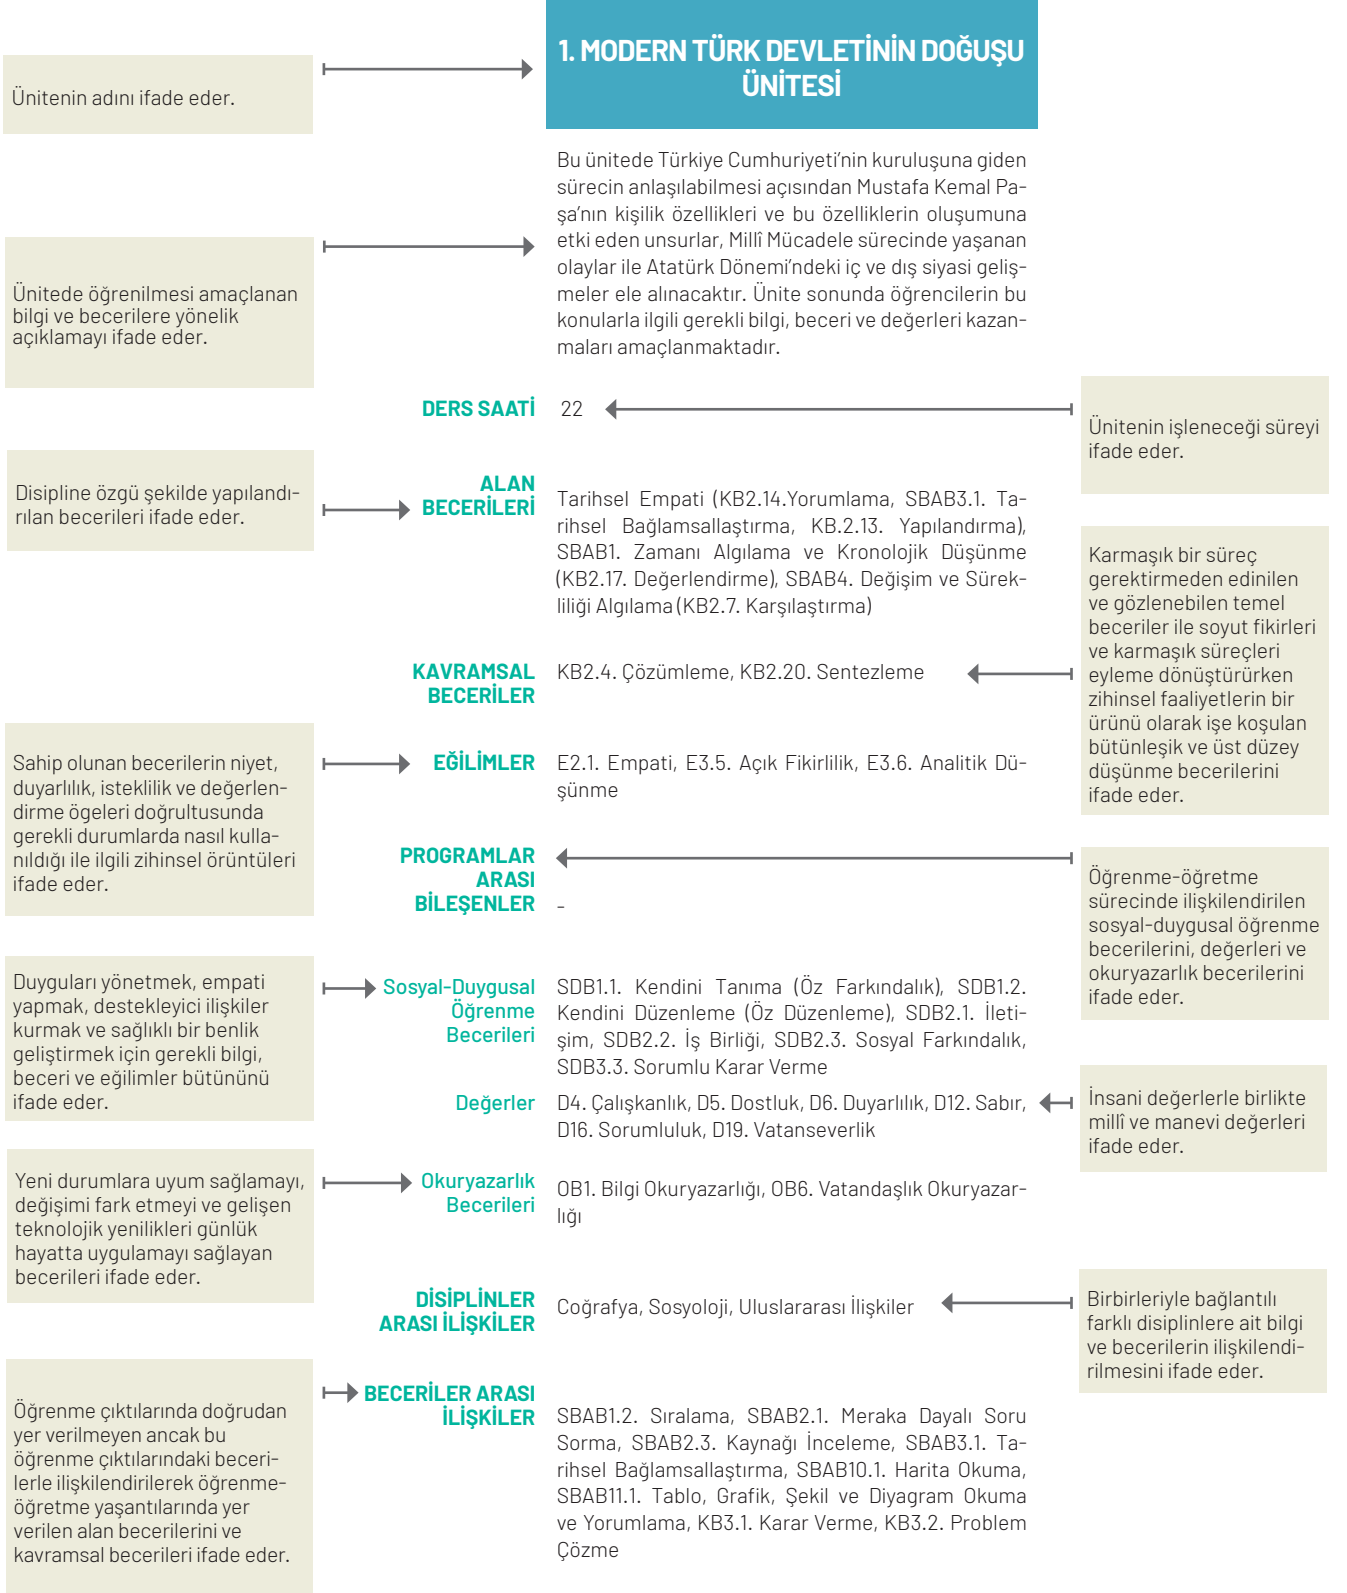 1. MODERN TÜRK DEVLETİNİN DOĞUŞU
ÜNİTESİ
Ünitenin adını ifade eder.
Bu ünitede Türkiye Cumhuriyeti'nin kuruluşuna giden
sürecin anlaşılabilmesi açısından Mustafa Kemal Pa-
şa'nın kişilik özellikleri ve bu özelliklerin oluşumuna
etki eden unsurlar, Millî Mücadele sürecinde yaşanan
olaylar ile Atatürk Dönemi'ndeki iç ve dış siyasi geliş-
meler ele alınacaktır. Ünite sonunda öğrencilerin bu
konularla ilgili gerekli bilgi, beceri ve değerleri kazan-
maları amaçlanmaktadır.
Ünitede öğrenilmesi amaçlanan
bilgi ve becerilere yönelik
açıklamayı ifade eder.
DERS SAATİ 22
Ünitenin işleneceği süreyi
ifade eder.
Disipline özgü şekilde yapılandı-
rılan becerileri ifade eder.
ALAN
BECERİLERİ
Tarihsel Empati (KB2.14.Yorumlama, SBAB3.1. Ta-
rihsel Bağlamsallaştırma, KB.2.13. Yapılandırma),
SBAB1. Zamanı Algılama ve Kronolojik Düşünme
(KB2.17. Değerlendirme), SBAB4. Değişim ve Sürek-
liliği Algılama (KB2.7. Karşılaştırma)
KAVRAMSAL
BECERİLER
KB2.4. Çözümleme, KB2.20. Sentezleme
Karmaşık bir süreç
gerektirmeden edinilen
ve gözlenebilen temel
beceriler ile soyut fikirleri
ve karmaşık süreçleri
eyleme dönüştürürken
zihinsel faaliyetlerin bir
ürünü olarak işe koşulan
bütünleşik ve üst düzey
düşünme becerilerini
ifade eder.
Sahip olunan becerilerin niyet,
duyarlılık, isteklilik ve değerlen-
dirme ögeleri doğrultusunda
gerekli durumlarda nasıl kulla-
nıldığı ile ilgili zihinsel örüntüleri
ifade eder.
EĞİLİMLER
E2.1. Empati, E3.5. Açık Fikirlilik, E3.6. Analitik Dü-
şünme
PROGRAMLAR
ARASI
BİLEŞENLER
-
Öğrenme-öğretme
sürecinde ilişkilendirilen
sosyal-duygusal öğrenme
becerilerini, değerleri ve
okuryazarlık becerilerini
ifade eder.
Duyguları yönetmek, empati
yapmak, destekleyici ilişkiler
kurmak ve sağlıklı bir benlik
geliştirmek için gerekli bilgi,
beceri ve eğilimler bütününü
ifade eder.
Sosyal-Duygusal
Öğrenme
Becerileri
SDB1.1. Kendini Tanıma (Öz Farkındalık), SDB1.2.
Kendini Düzenleme (Öz Düzenleme), SDB2.1. İleti-
şim, SDB2.2. İş Birliği, SDB2.3. Sosyal Farkındalık,
SDB3.3. Sorumlu Karar Verme
Değerler
D4. Çalışkanlık, D5. Dostluk, D6. Duyarlılık, D12. Sabır,
D16. Sorumluluk, D19. Vatanseverlik
İnsani değerlerle birlikte
millî ve manevi değerleri
ifade eder.
Yeni durumlara uyum sağlamayı,
değişimi fark etmeyi ve gelişen
teknolojik yenilikleri günlük
hayatta uygulamayı sağlayan
becerileri ifade eder.
Okuryazarlık
Becerileri
OB1. Bilgi Okuryazarlığı, OB6. Vatandaşlık Okuryazar-
lığı
DİSİPLİNLER
ARASI İLİŞKİLER
Coğrafya, Sosyoloji, Uluslararası İlişkiler
Birbirleriyle bağlantılı
farklı disiplinlere ait bilgi
ve becerilerin ilişkilendi-
rilmesini ifade eder.
Öğrenme çıktılarında doğrudan
yer verilmeyen ancak bu
öğrenme çıktılarındaki beceri-
lerle ilişkilendirilerek öğrenme-
öğretme yaşantılarında yer
verilen alan becerilerini ve
kavramsal becerileri ifade eder.
BECERİLER ARASI
İLİŞKİLER
SBAB1.2. Sıralama, SBAB2.1. Meraka Dayalı Soru
Sorma, SBAB2.3. Kaynağı İnceleme, SBAB3.1. Ta-
rihsel Bağlamsallaştırma, SBAB10.1. Harita Okuma,
SBAB11.1. Tablo, Grafik, Şekil ve Diyagram Okuma
ve Yorumlama, KB3.1. Karar Verme, KB3.2. Problem
Çözme